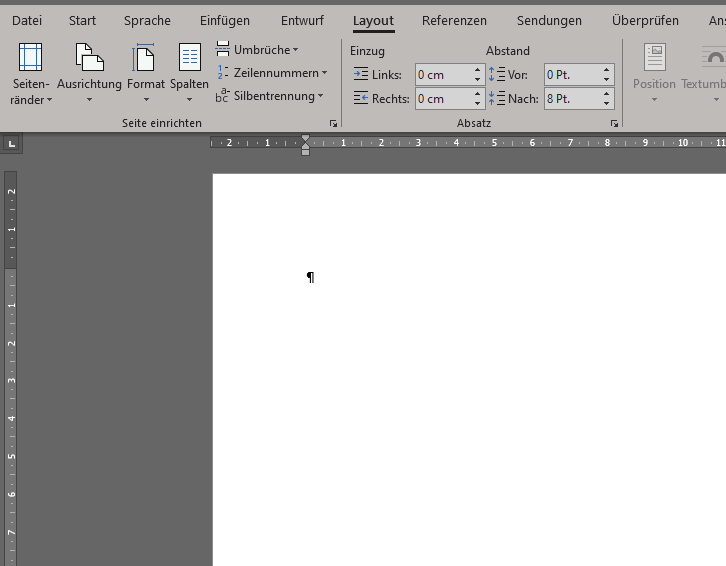 Datei Start Sprache Einfügen Entwurf Layout Referenzen Sendungen Überprüfen
Seiten-
ränder
Ausrichtung
Format
Spalten
Umbrüche
Zeilennummern
Silbentrennung
Seite einrichten
Einzug Abstand
Links: 0 cm Vor: 0 Pt.
Rechts: 0 cm Nach: 8 Pt.
Absatz
Position
Textumb
2 1 1 2 3 4 5 6 7 8 9 10 11
2
1
1
2
3
4
5
6
7
¶